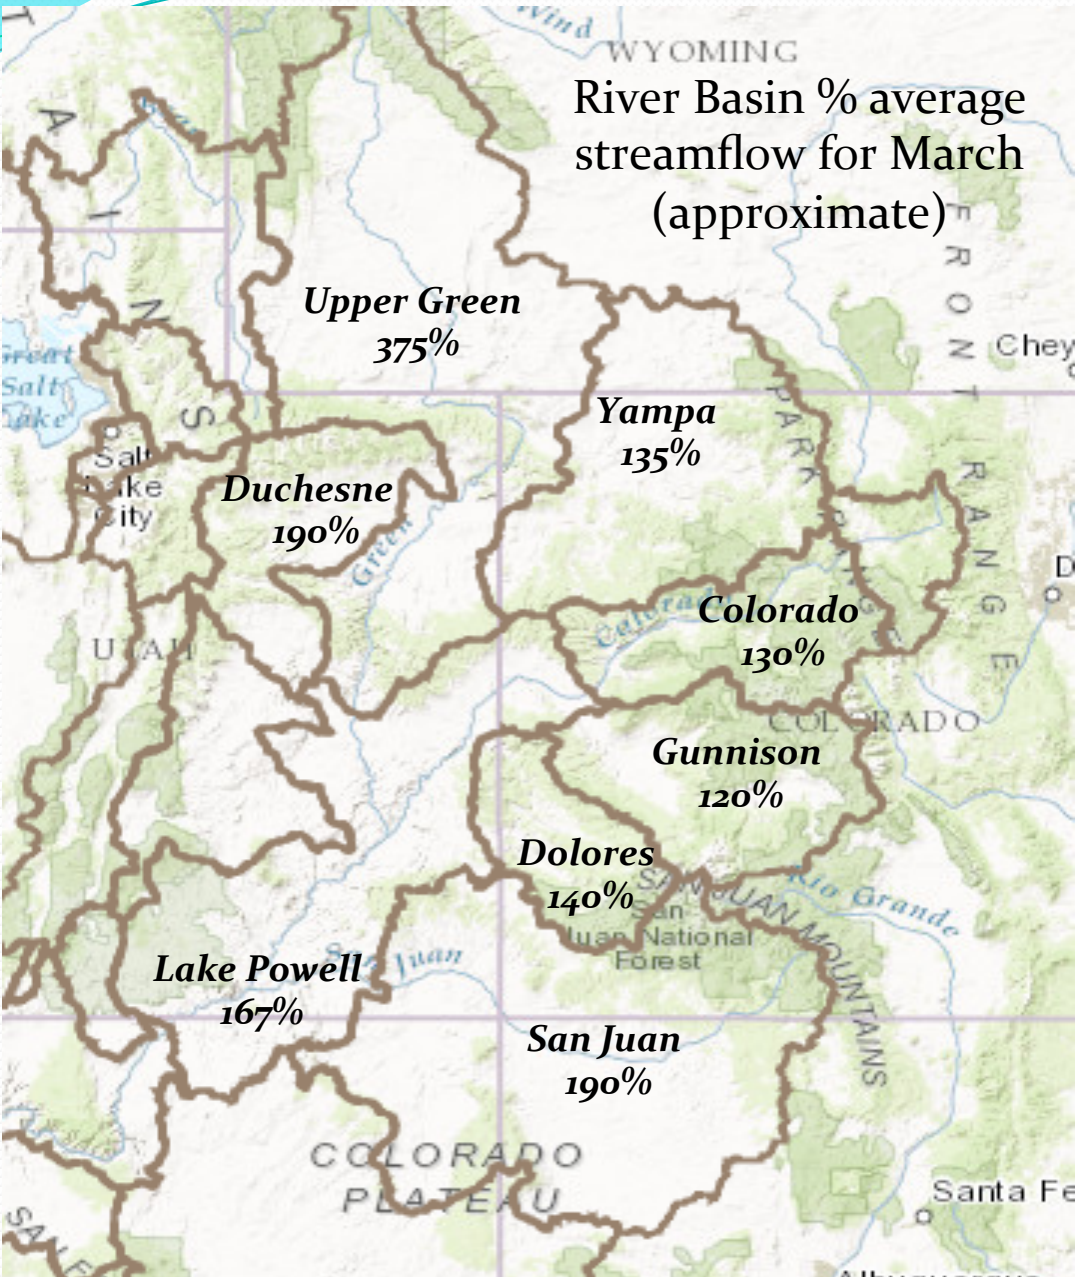 Wind
WYOMING
River Basin % average
streamflow for March
(approximate)
Upper Green
375%
Great
Salt
Lake
Chey
FRONT RANGE
Yampa
135%
PARK RANGE
Salt
Lake
City
Duchesne
190%
Green
D
Colorado
Colorado
130%
UTAH
COLORADO
Gunnison
120%
Dolores
140%
SAN JUAN MOUNTAINS
Rio Grande
San
Juan National
Forest
Lake Powell
167%
San Juan
San Juan
190%
COLORADO
PLATEAU
Santa Fe
SAN F